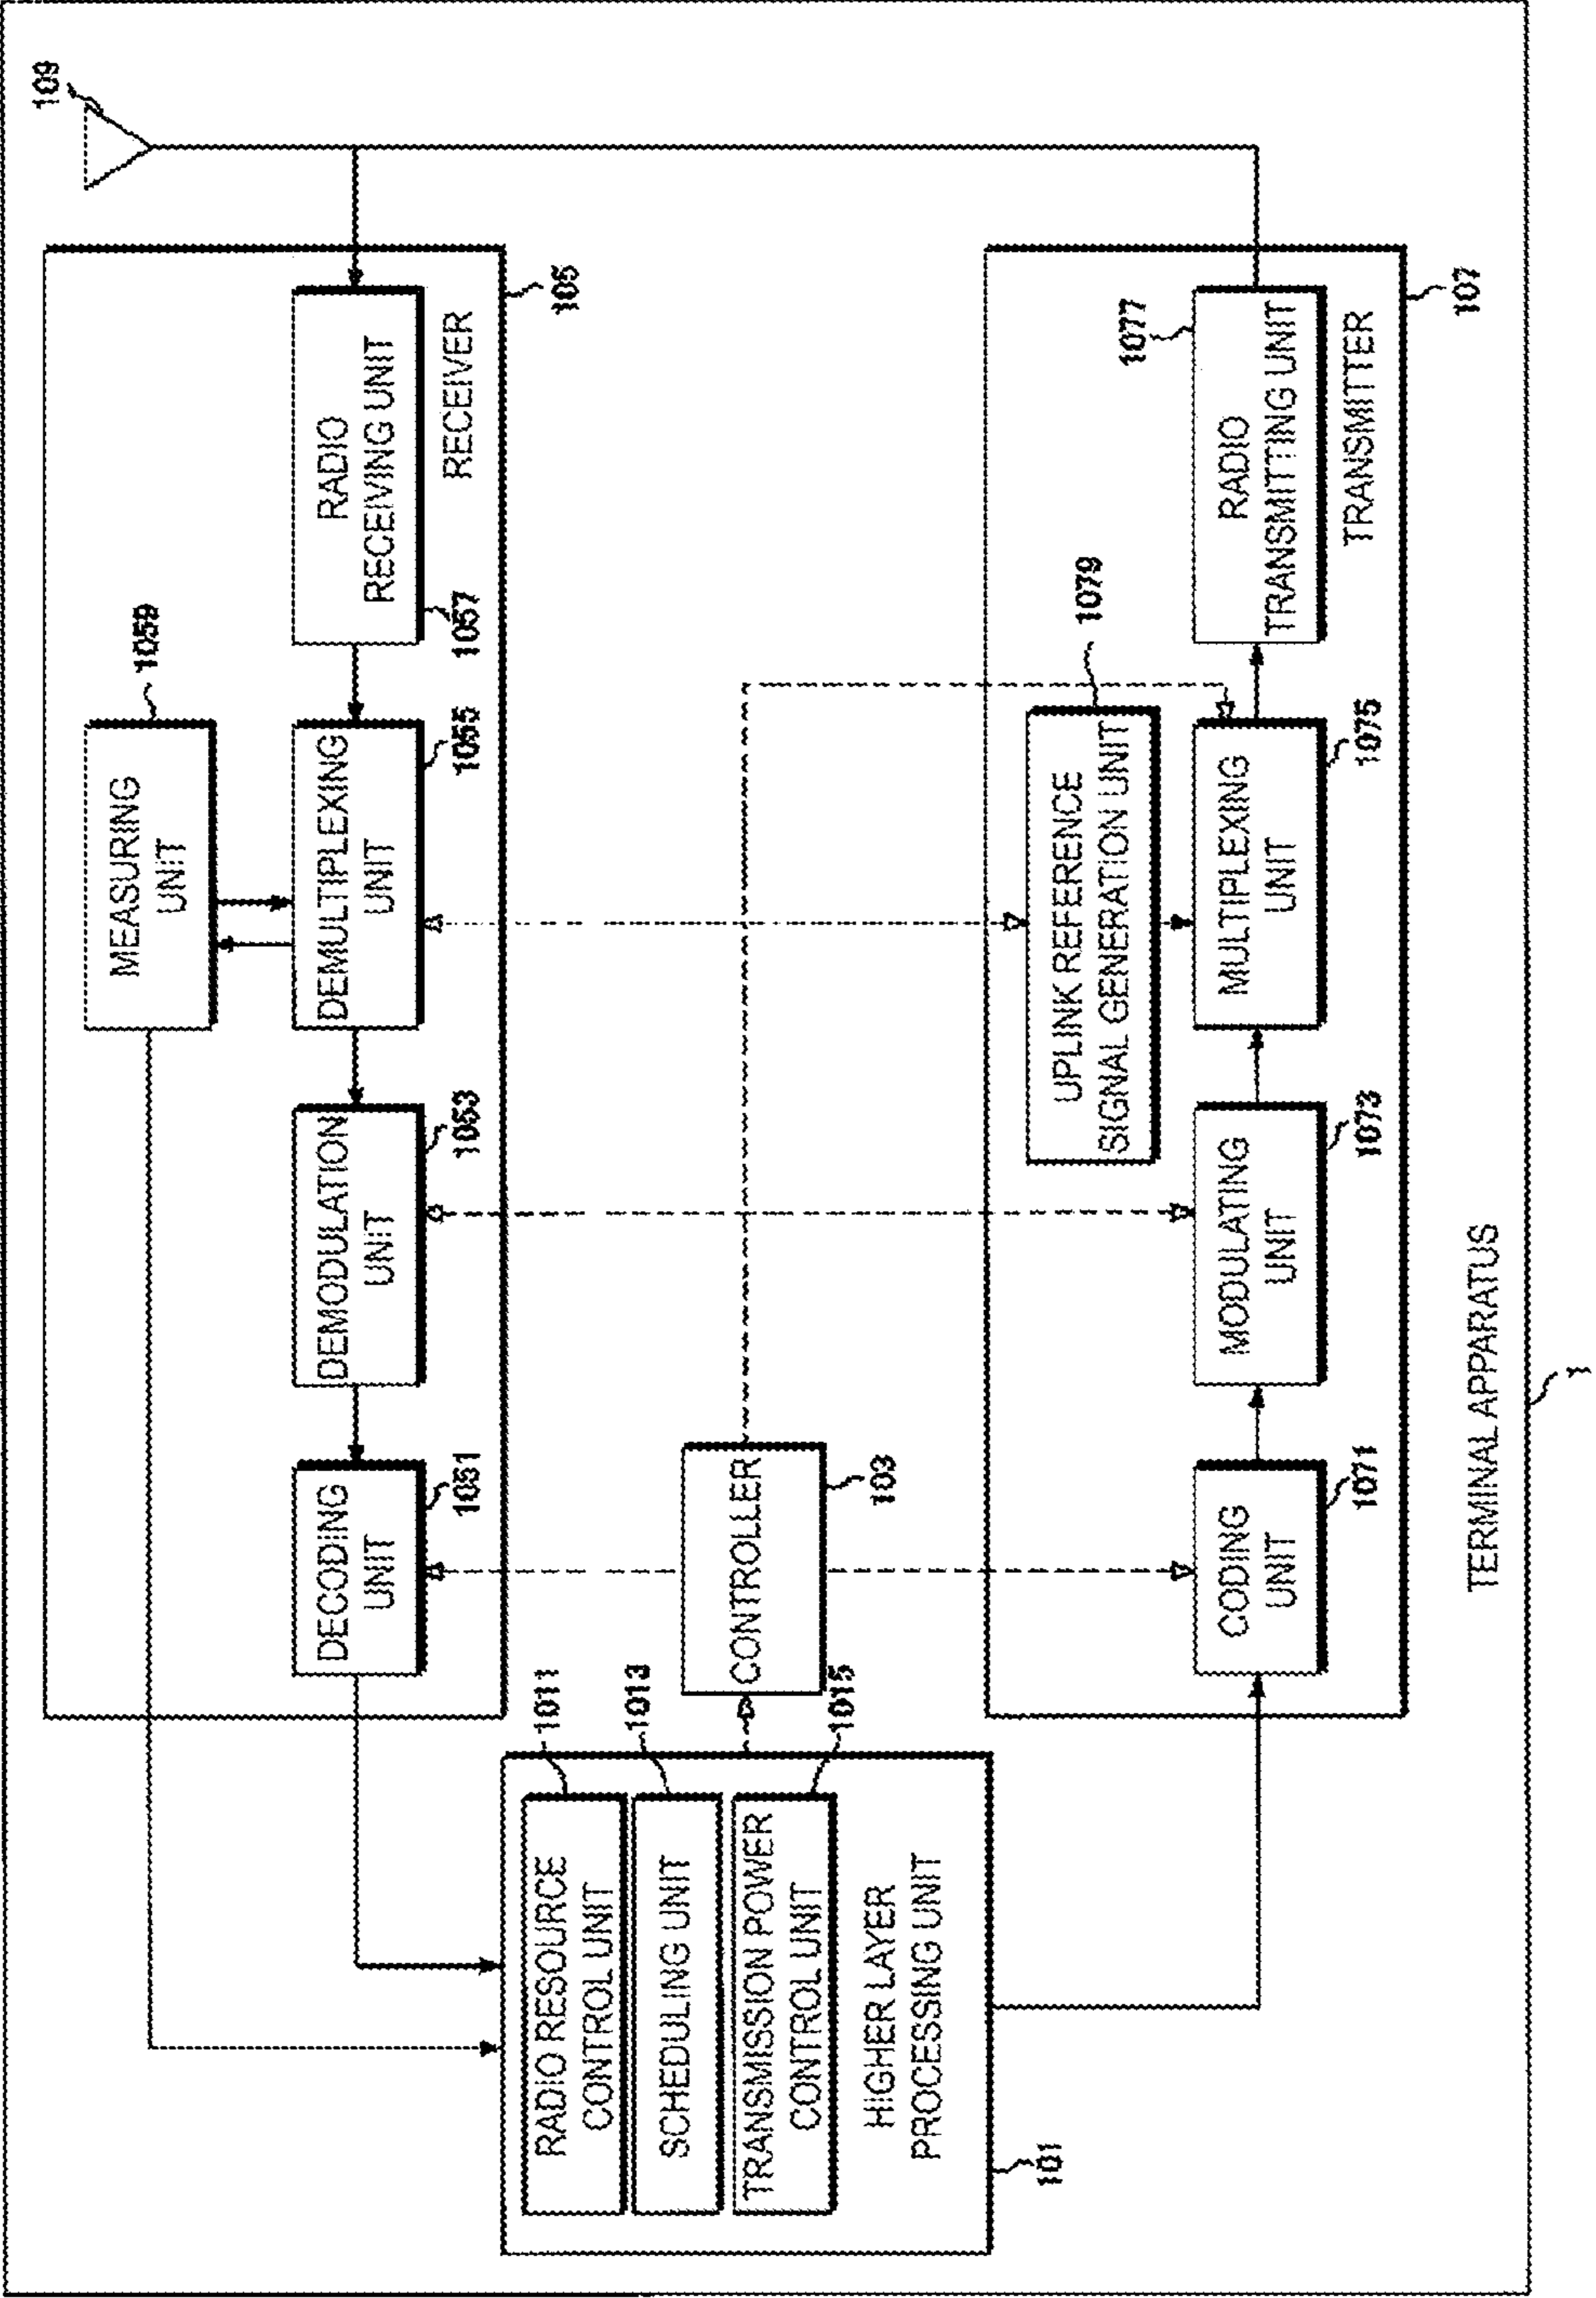 109
1059
MEASURING
UNIT
RADIO
RECEIVING UNIT
1057
RECEIVER
105
DEMULTIPLEXING
UNIT
1055
DEMODULATION
UNIT
1053
DECODING
UNIT
1051
RADIO RESOURCE
CONTROL UNIT
1011
SCHEDULING UNIT
1013
TRANSMISSION POWER
CONTROL UNIT
1015
HIGHER LAYER
PROCESSING UNIT
101
CONTROLLER
103
UPLINK REFERENCE
SIGNAL GENERATION UNIT
1079
CODING
UNIT
1071
MODULATING
UNIT
1073
MULTIPLEXING
UNIT
1075
RADIO
TRANSMITTING UNIT
1077
TRANSMITTER
107
TERMINAL APPARATUS
1